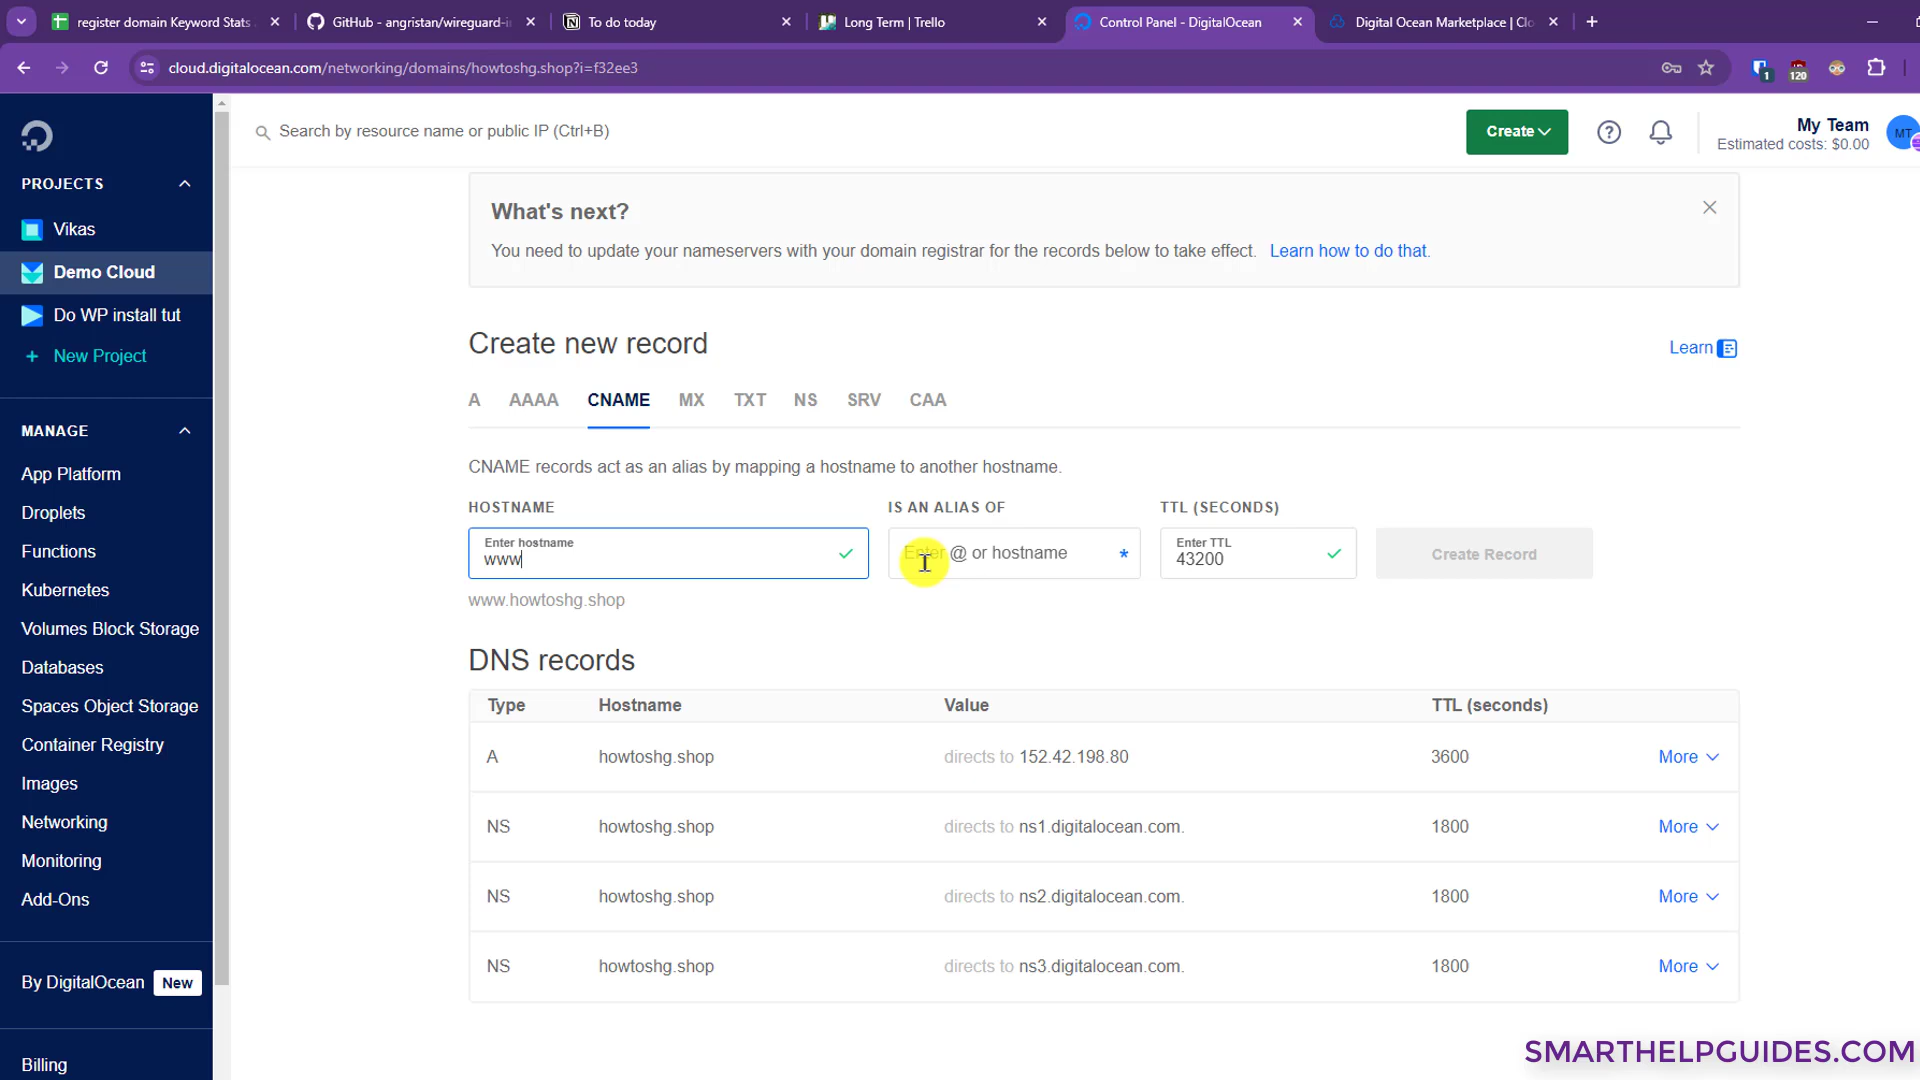 register domain Keyword Stats
GitHub - angristan/wireguard-i
To do today
Long Term | Trello
Control Panel - DigitalOcean
Digital Ocean Marketplace | Clo
cloud.digitalocean.com/networking/domains/howtoshg.shop?i=f32ee3
1
120
Search by resource name or public IP (Ctrl+B)
Create
My Team
Estimated costs: $0.00
MT
PROJECTS
Vikas
Demo Cloud
Do WP install tut
+ New Project
MANAGE
App Platform
Droplets
Functions
Kubernetes
Volumes Block Storage
Databases
Spaces Object Storage
Container Registry
Images
Networking
Monitoring
Add-Ons
By DigitalOcean New
Billing
What's next?
You need to update your nameservers with your domain registrar for the records below to take effect. Learn how to do that.
Create new record
Learn
A AAAA CNAME MX TXT NS SRV CAA
CNAME records act as an alias by mapping a hostname to another hostname.
HOSTNAME IS AN ALIAS OF TTL (SECONDS)
Enter hostname
www
Enter @ or hostname *
Enter TTL
43200
Create Record
www.howtoshg.shop
DNS records
Type Hostname Value TTL (seconds)
A howtoshg.shop directs to 152.42.198.80 3600 More
NS howtoshg.shop directs to ns1.digitalocean.com. 1800 More
NS howtoshg.shop directs to ns2.digitalocean.com. 1800 More
NS howtoshg.shop directs to ns3.digitalocean.com. 1800 More
SMARTHELPGUIDES.COM